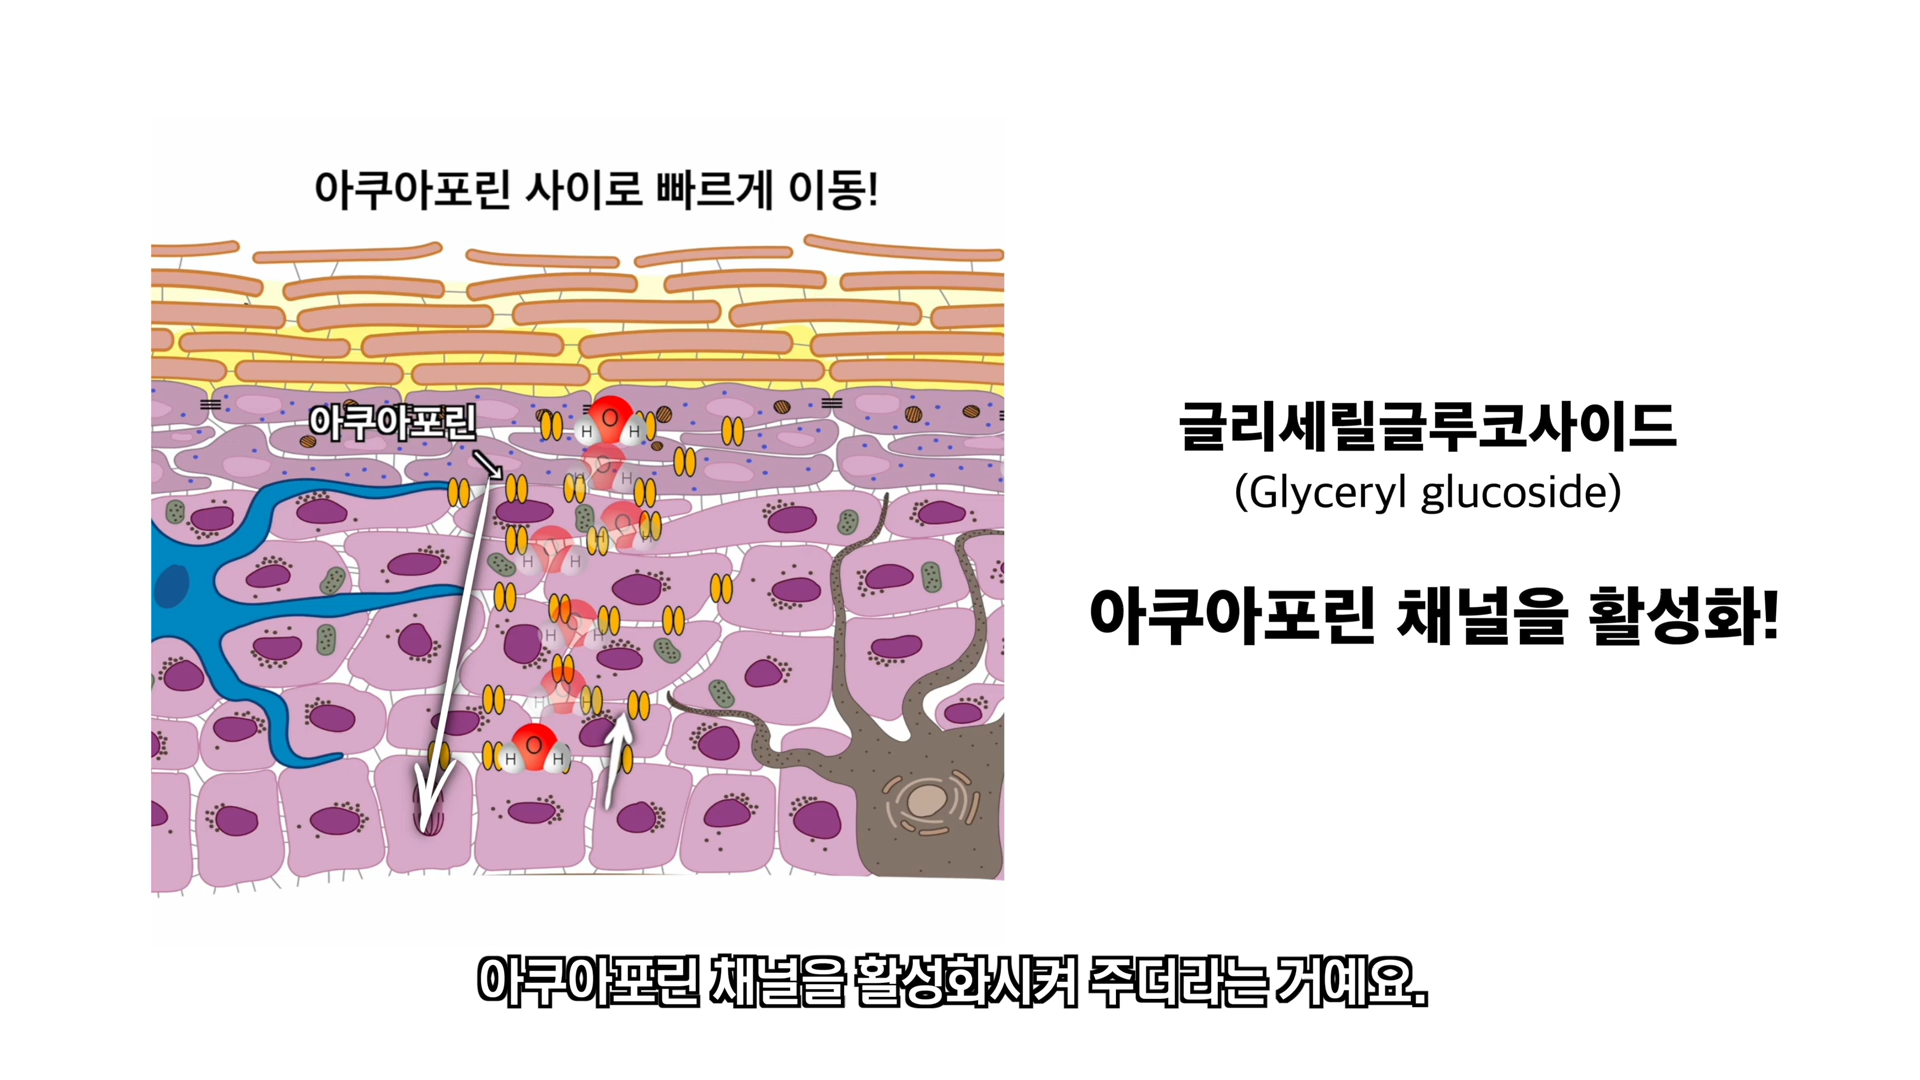 아쿠아포린 사이로 빠르게 이동!
아쿠아포린
O
H H
O
H H
O
H H
H H
H H
H H
O
H H
글리세릴글루코사이드
(Glyceryl glucoside)
아쿠아포린 채널을 활성화!
아쿠아포린 채널을 활성화시켜 주더라는 거예요.